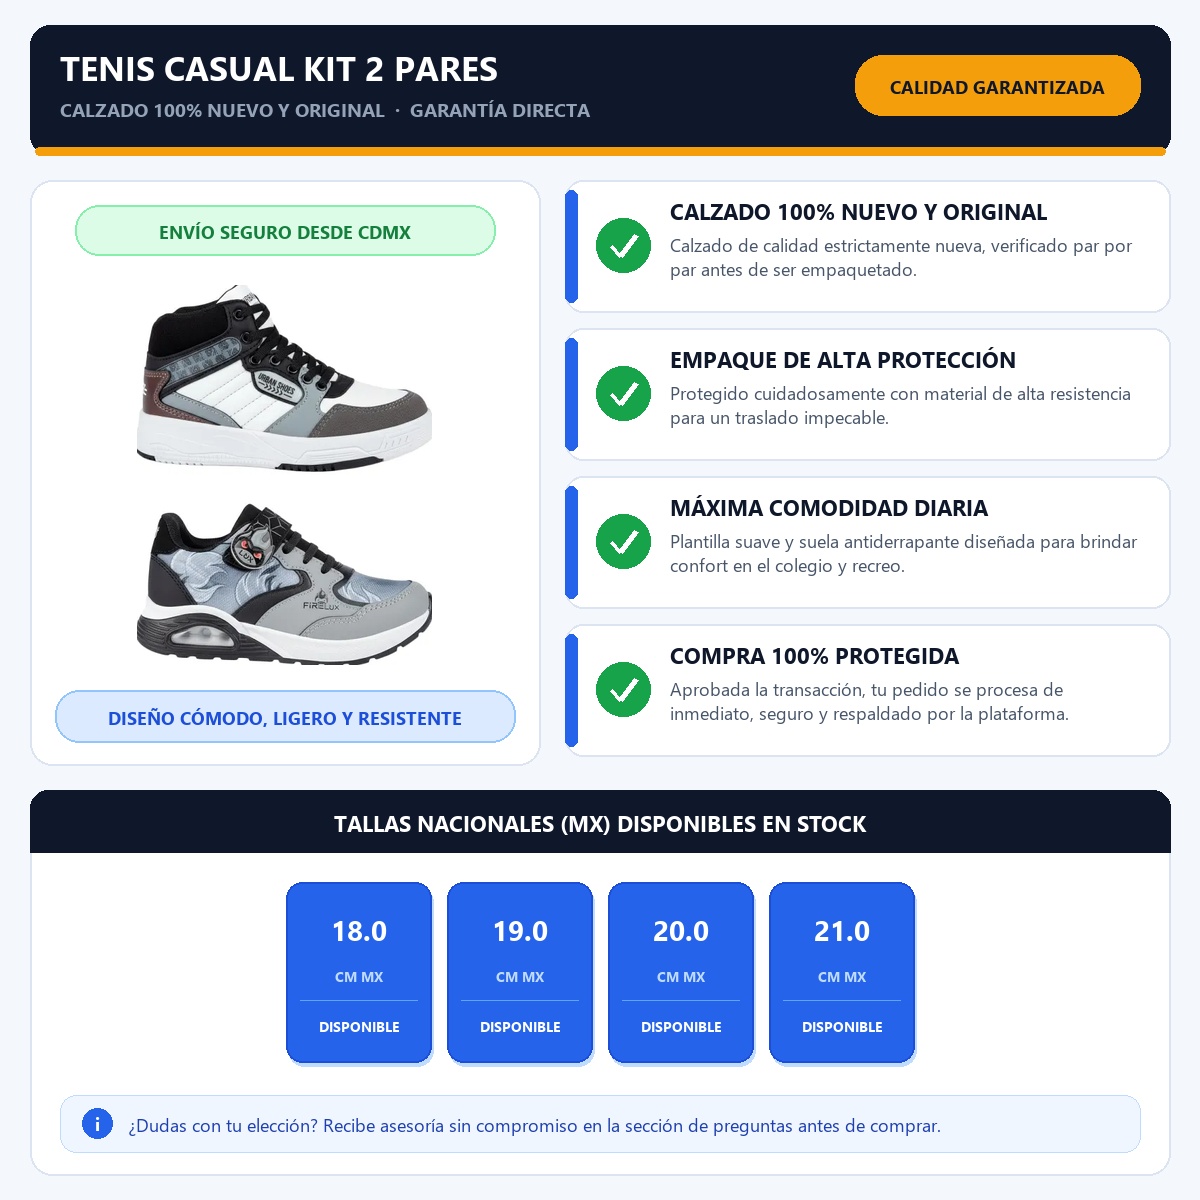 TENIS CASUAL KIT 2 PARES
CALZADO 100% NUEVO Y ORIGINAL · GARANTÍA DIRECTA
CALIDAD GARANTIZADA
ENVÍO SEGURO DESDE CDMX
URBAN SHOES
LUX
FIRELUX
DISEÑO CÓMODO, LIGERO Y RESISTENTE
CALZADO 100% NUEVO Y ORIGINAL
Calzado de calidad estrictamente nueva, verificado par por
par antes de ser empaquetado.
EMPAQUE DE ALTA PROTECCIÓN
Protegido cuidadosamente con material de alta resistencia
para un traslado impecable.
MÁXIMA COMODIDAD DIARIA
Plantilla suave y suela antiderrapante diseñada para brindar
confort en el colegio y recreo.
COMPRA 100% PROTEGIDA
Aprobada la transacción, tu pedido se procesa de
inmediato, seguro y respaldado por la plataforma.
TALLAS NACIONALES (MX) DISPONIBLES EN STOCK
18.0
CM MX
DISPONIBLE
19.0
CM MX
DISPONIBLE
20.0
CM MX
DISPONIBLE
21.0
CM MX
DISPONIBLE
¿Dudas con tu elección? Recibe asesoría sin compromiso en la sección de preguntas antes de comprar.